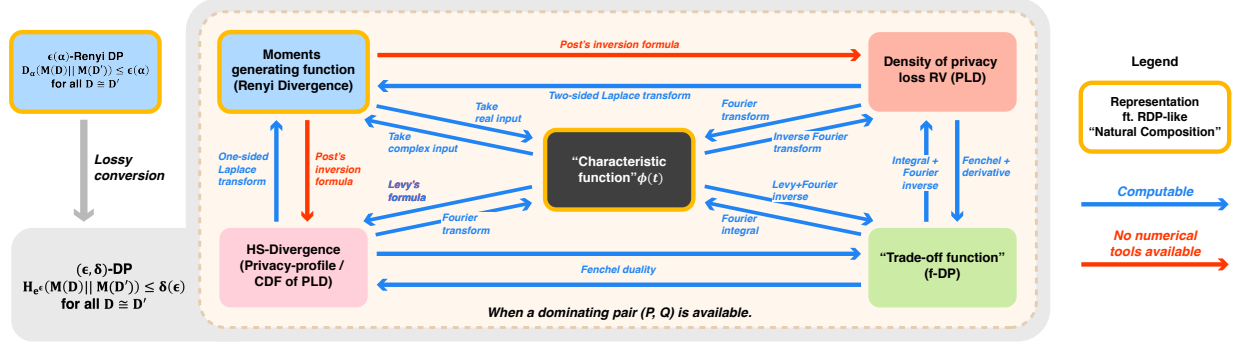 ϵ(α)-Renyi DP
D_α(M(D)|| M(D′)) ≤ ϵ(α)
for all D ≅ D′
Lossy
conversion
(ϵ, δ)-DP
H_{e^ϵ}(M(D)|| M(D′)) ≤ δ(ϵ)
for all D ≅ D′
Moments
generating function
(Renyi Divergence)
Post's inversion formula
Two-sided Laplace transform
Density of privacy
loss RV (PLD)
Take
real input
Take
complex input
Fourier
transform
Inverse Fourier
transform
One-sided
Laplace
transform
Post's
inversion
formula
“Characteristic
function”ϕ(t)
Integral +
Fourier
inverse
Fenchel +
derivative
Levy's
formula
Fourier
transform
Levy+Fourier
inverse
Fourier
integral
HS-Divergence
(Privacy-profile /
CDF of PLD)
Fenchel duality
“Trade-off function”
(f-DP)
When a dominating pair (P, Q) is available.
Legend
Representation
ft. RDP-like
“Natural Composition”
Computable
No numerical
tools available